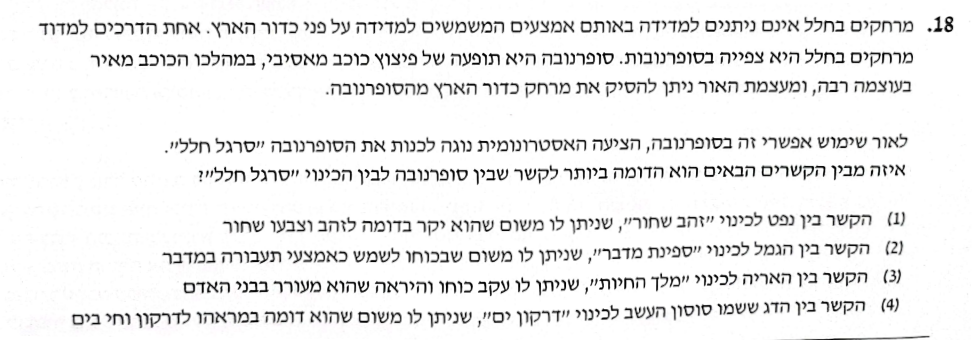 18. מרחקים בחלל אינם ניתנים למדידה באותם אמצעים המשמשים למדידה על פני כדור הארץ. אחת הדרכים למדוד
מרחקים בחלל היא צפייה בסופרנובות. סופרנובה היא תופעה של פיצוץ כוכב מאסיבי, במהלכו הכוכב מאיר
בעוצמה רבה, ומעצמת האור ניתן להסיק את מרחק כדור הארץ מהסופרנובה.
לאור שימוש אפשרי זה בסופרנובה, הציעה האסטרונומית נוגה לכנות את הסופרנובה "סרגל חלל".
איזה מבין הקשרים הבאים הוא הדומה ביותר לקשר שבין סופרנובה לבין הכינוי "סרגל חלל"?
(1) הקשר בין נפט לכינוי "זהב שחור", שניתן לו משום שהוא יקר בדומה לזהב וצבעו שחור
(2) הקשר בין הגמל לכינוי "ספינת מדבר", שניתן לו משום שבכוחו לשמש כאמצעי תעבורה במדבר
(3) הקשר בין האריה לכינוי "מלך החיות", שניתן לו עקב כוחו והיראה שהוא מעורר בבני האדם
(4) הקשר בין הדג ששמו סוסון העשב לכינוי "דרקון ים", שניתן לו משום שהוא דומה במראהו לדרקון וחי בים